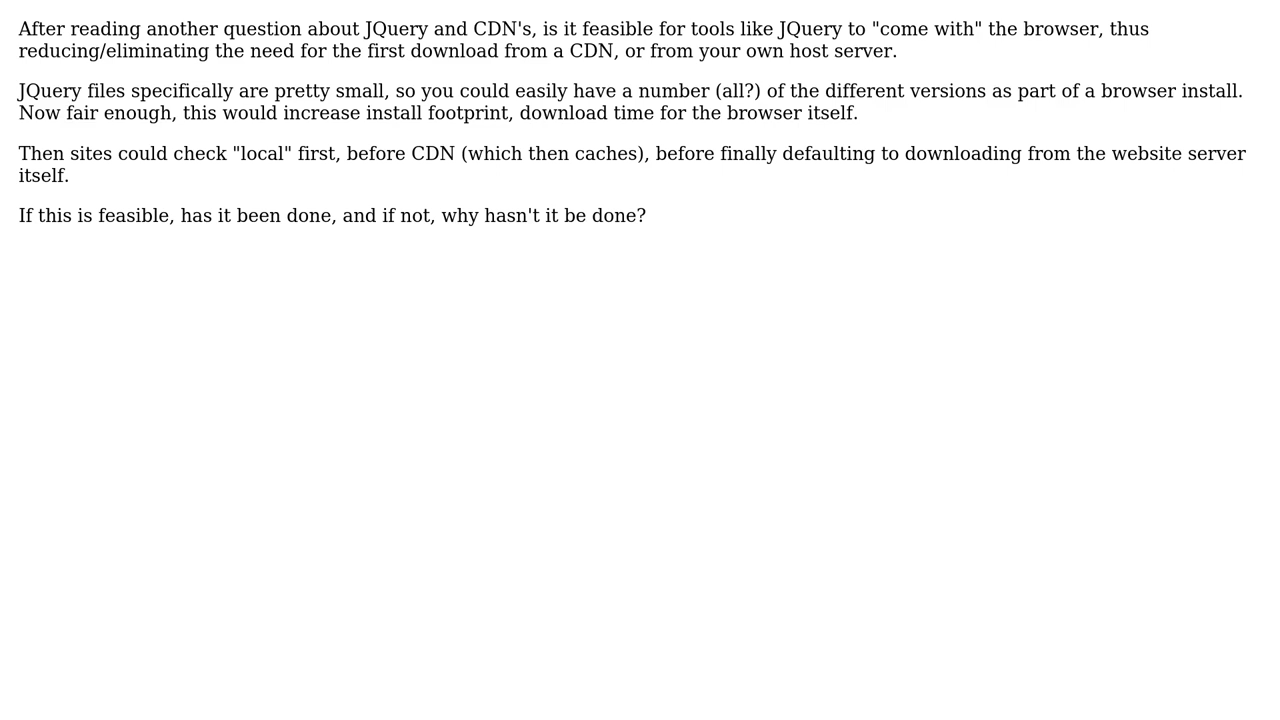 After reading another question about JQuery and CDN's, is it feasible for tools like JQuery to "come with" the browser, thus
reducing/eliminating the need for the first download from a CDN, or from your own host server.
JQuery files specifically are pretty small, so you could easily have a number (all?) of the different versions as part of a browser install.
Now fair enough, this would increase install footprint, download time for the browser itself.
Then sites could check "local" first, before CDN (which then caches), before finally defaulting to downloading from the website server
itself.
If this is feasible, has it been done, and if not, why hasn't it be done?